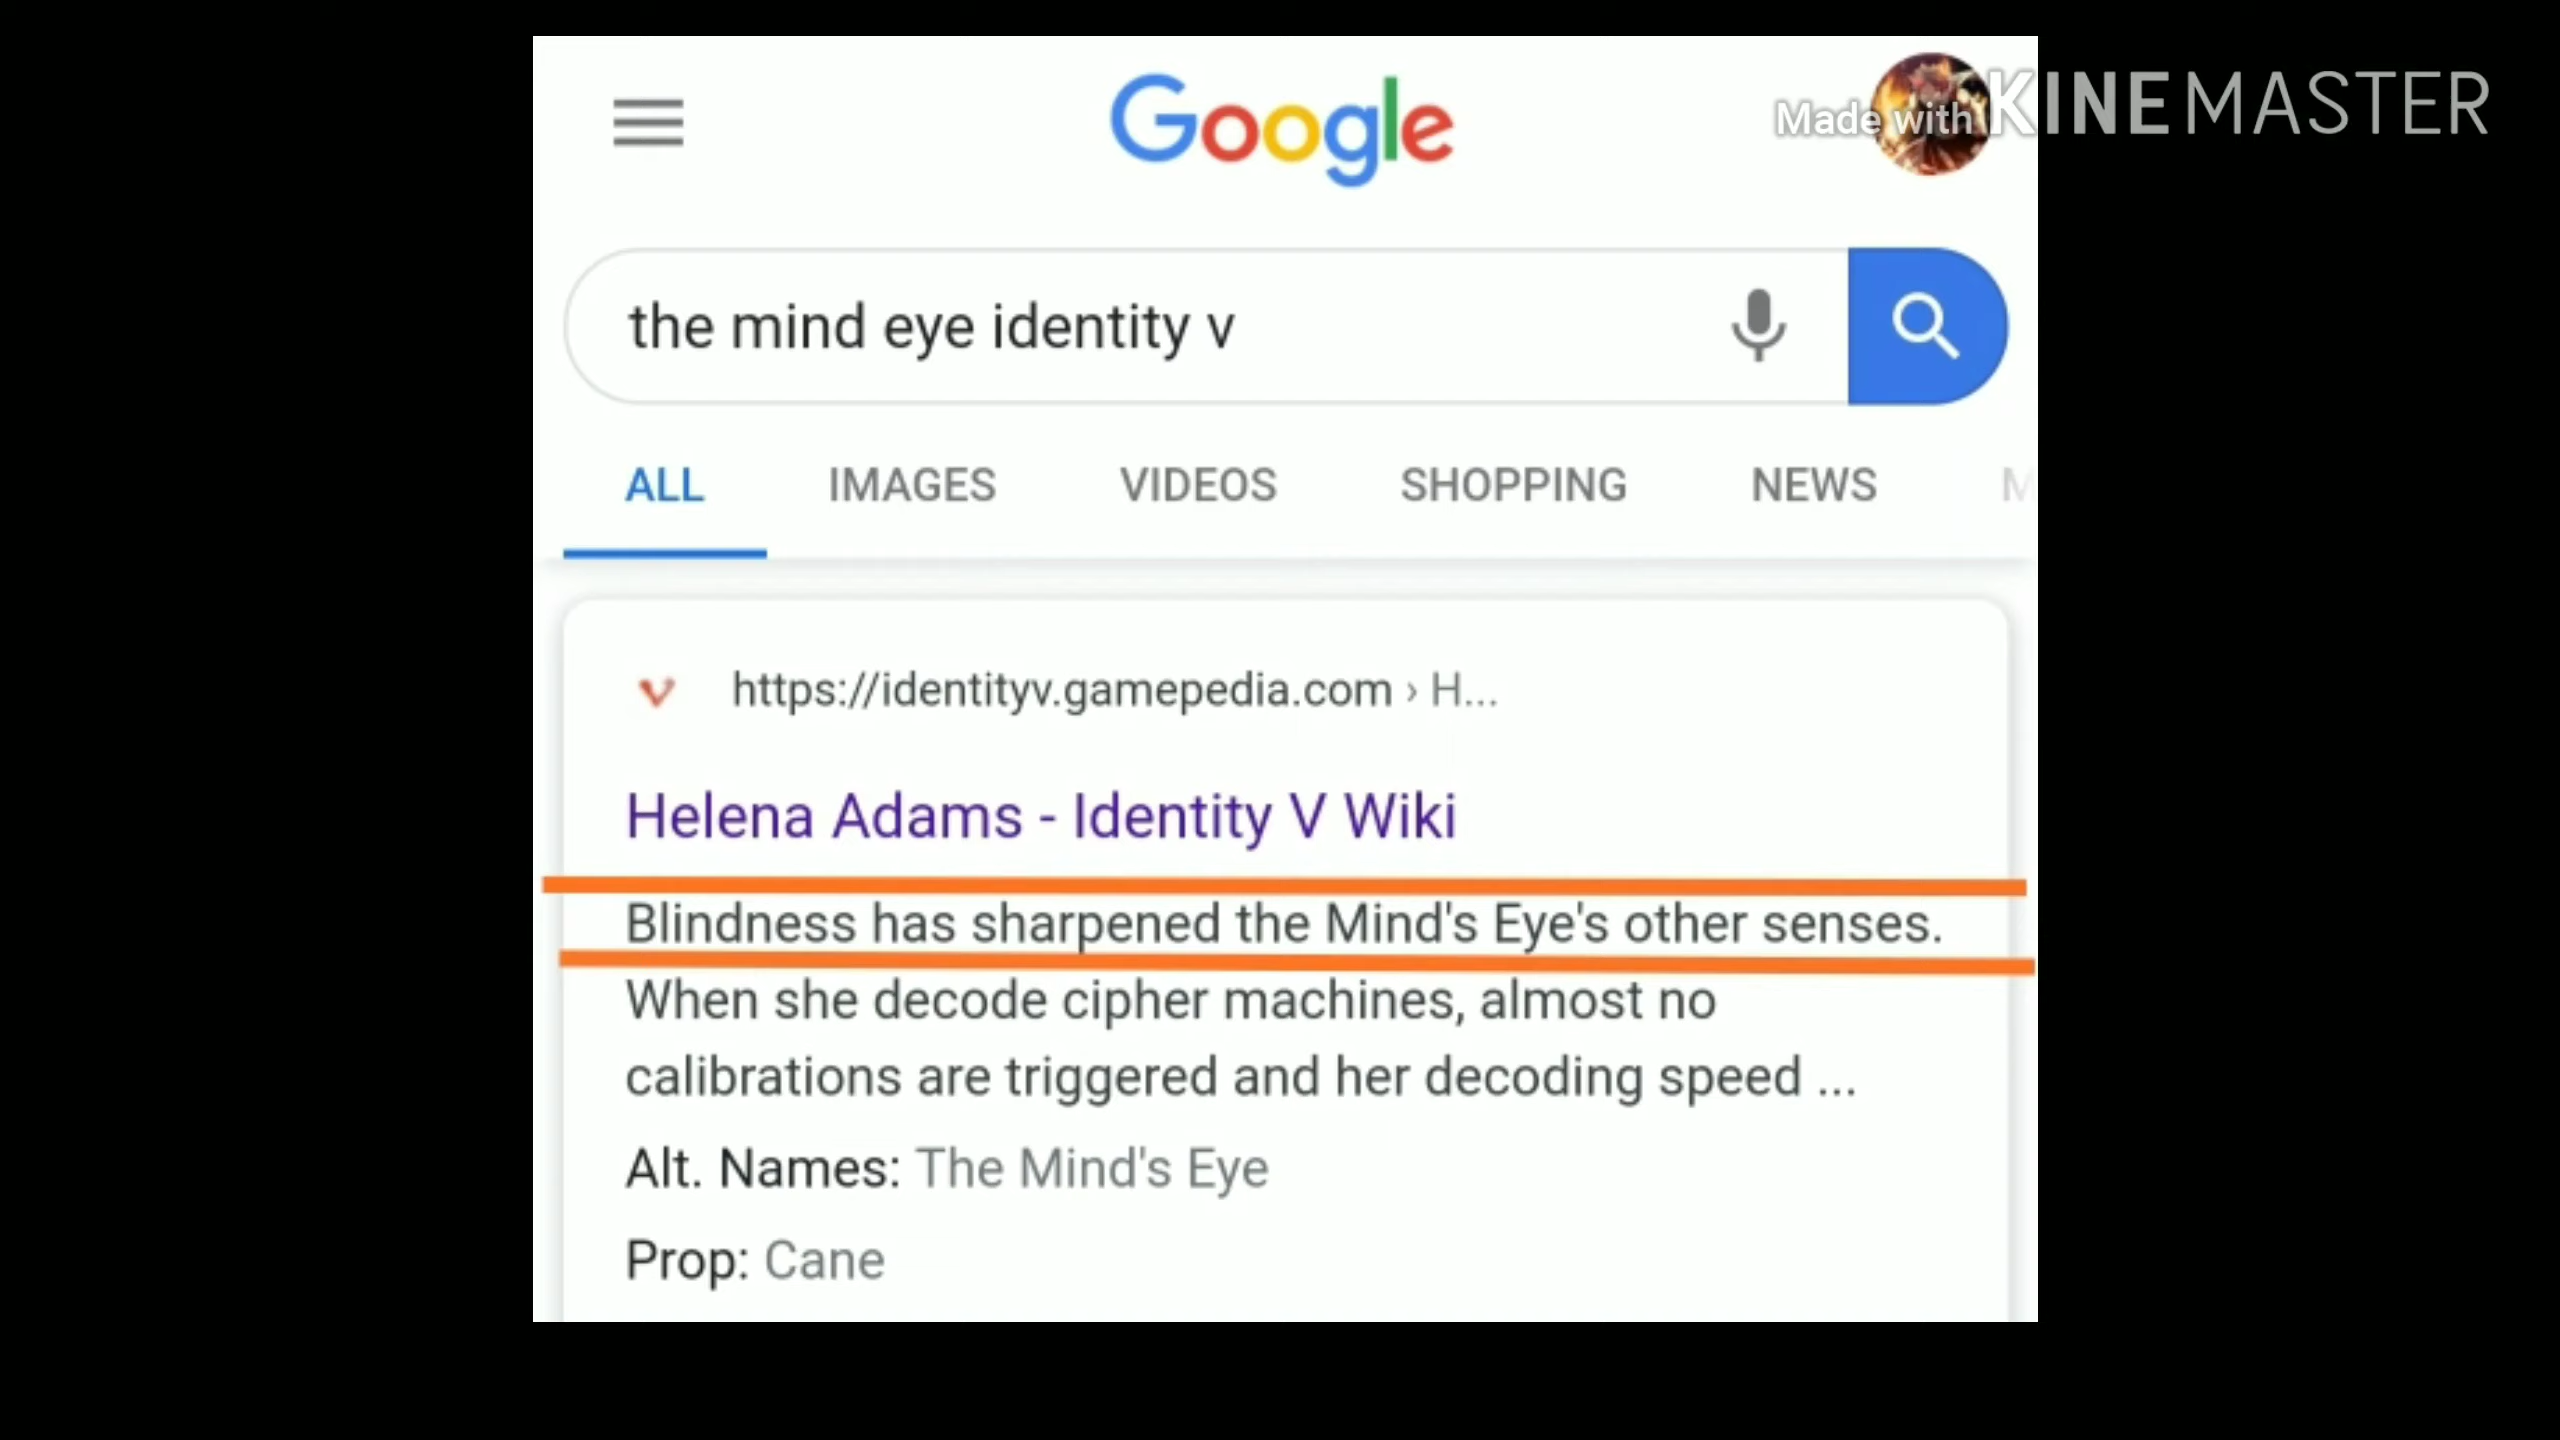 Google
Made with KINEMASTER
the mind eye identity v
ALL IMAGES VIDEOS SHOPPING NEWS M
https://identityv.gamepedia.com › H...
Helena Adams - Identity V Wiki
Blindness has sharpened the Mind's Eye's other senses.
When she decode cipher machines, almost no
calibrations are triggered and her decoding speed ...
Alt. Names: The Mind's Eye
Prop: Cane